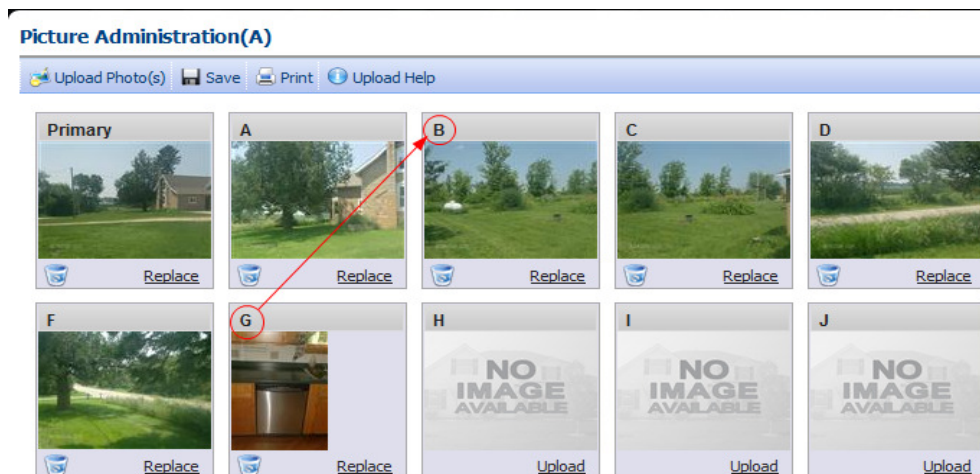 Picture Administration(A)
Upload Photo(s) Save Print Upload Help
Primary A B C D
Replace Replace Replace Replace Replace
F G H I J
NO IMAGE AVAILABLE NO IMAGE AVAILABLE NO IMAGE AVAILABLE
Replace Replace Upload Upload Upload